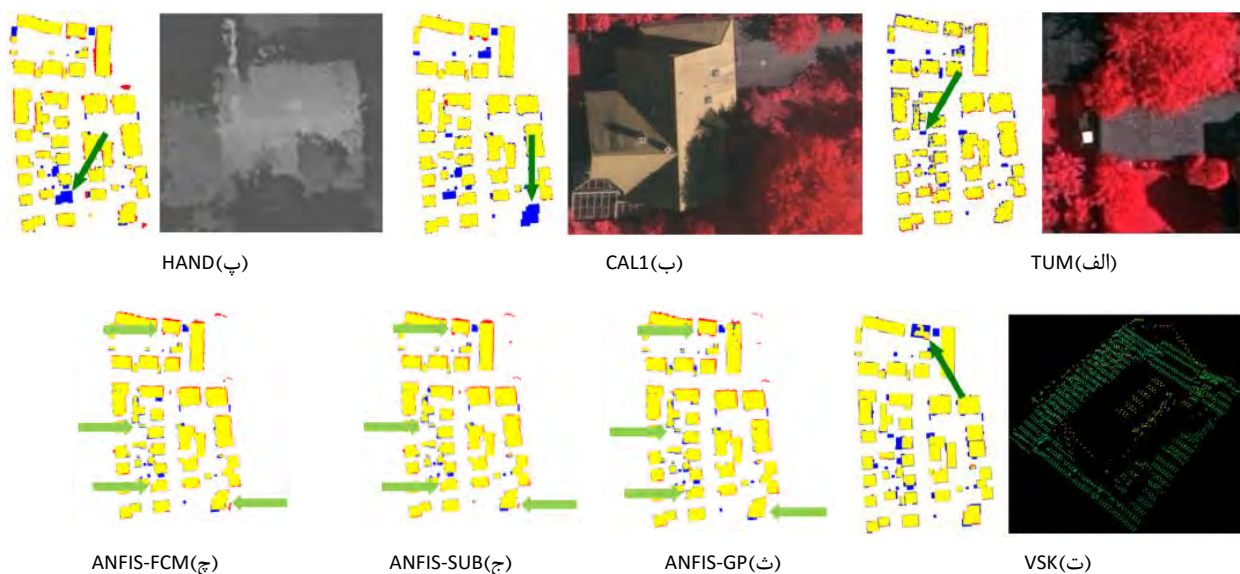 TUM(الف)
CAL1(ب)
HAND(پ)
VSK(ت)
ANFIS-GP(ث)
ANFIS-SUB(ج)
ANFIS-FCM(چ)